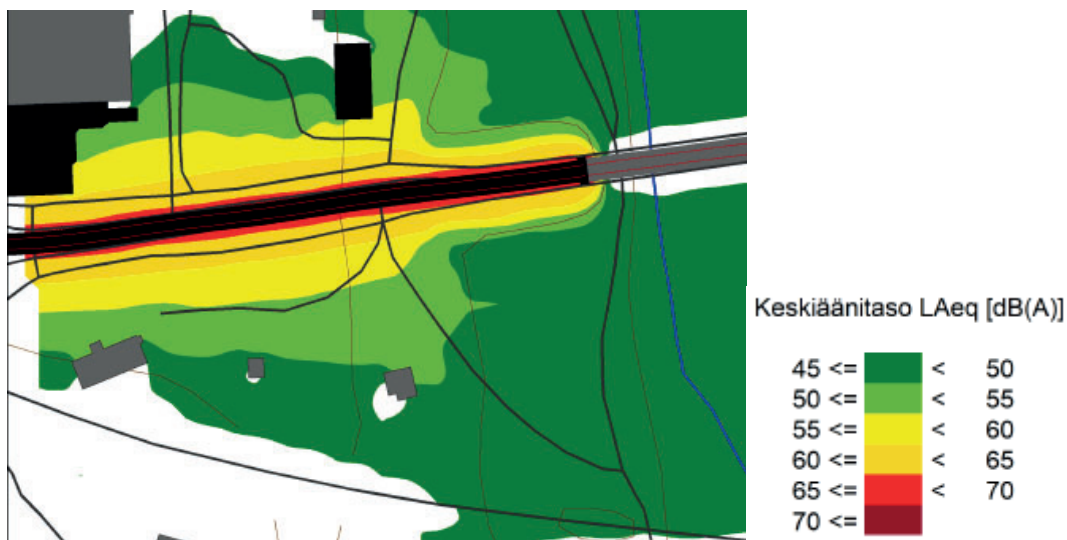 Keskiäänitaso LAeq [dB(A)]
45 <= < 50
50 <= < 55
55 <= < 60
60 <= < 65
65 <= < 70
70 <=